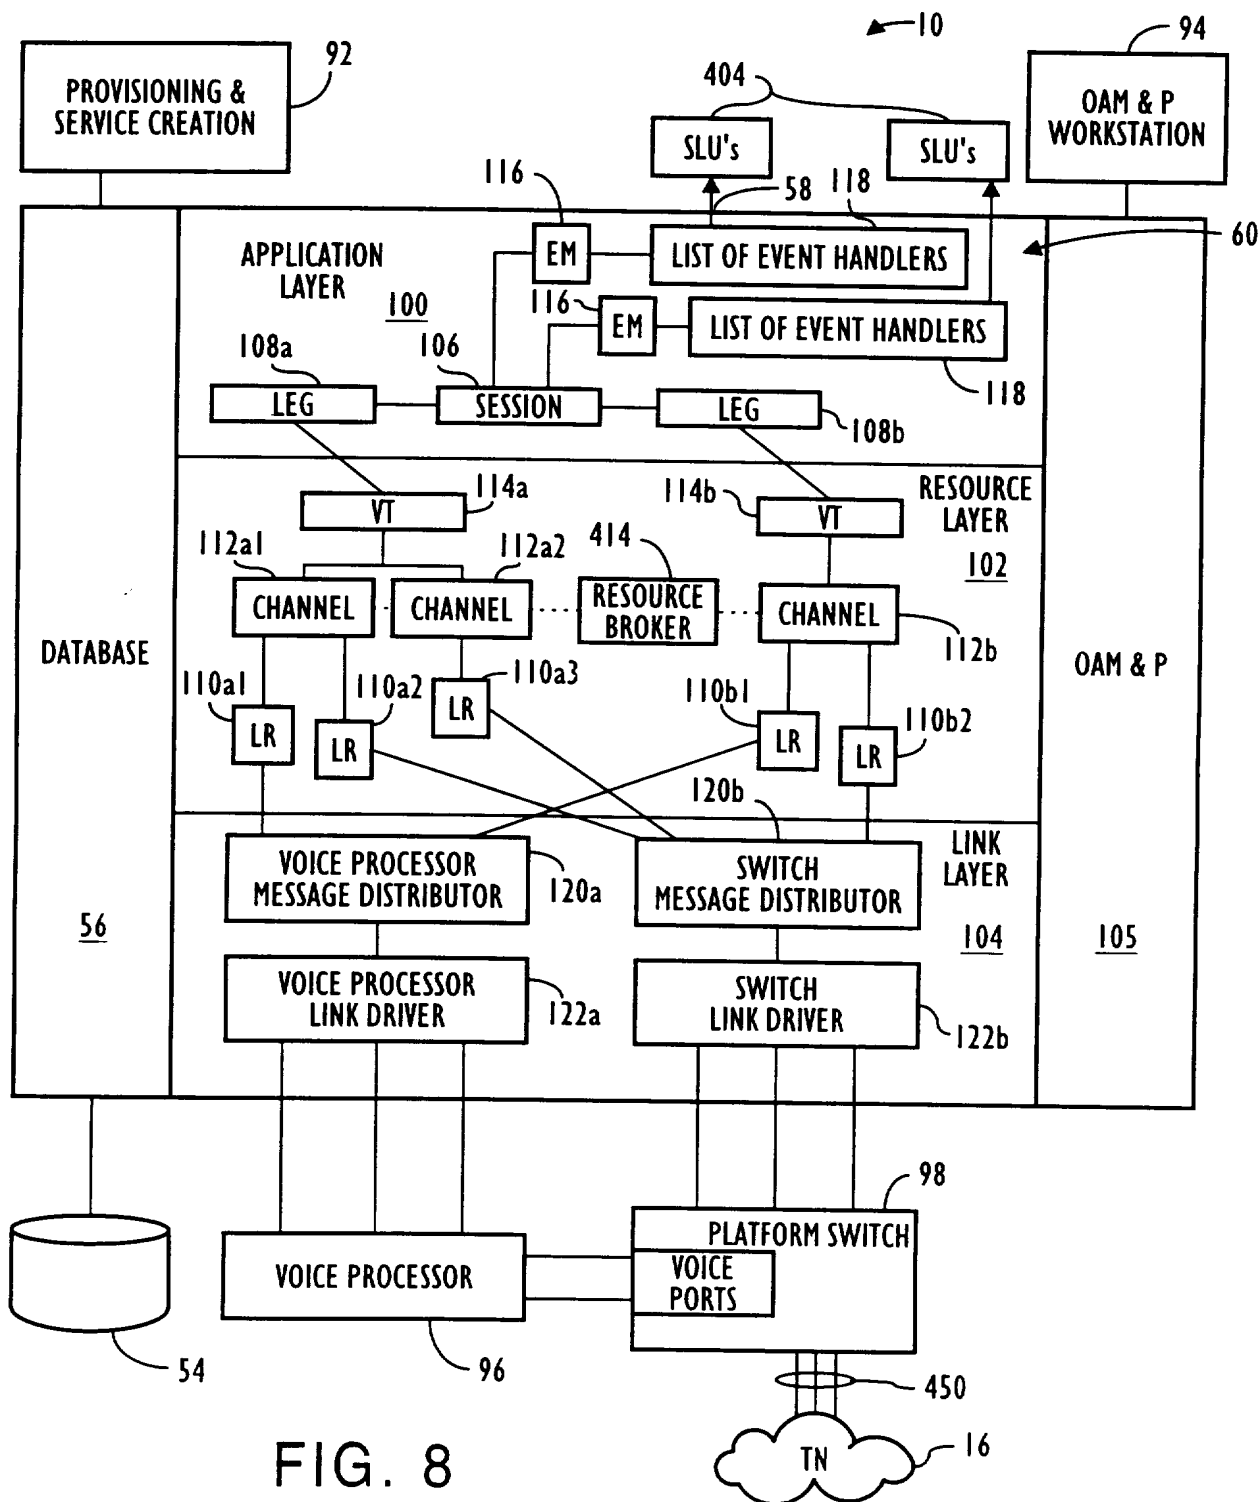 10
92
94
PROVISIONING &
SERVICE CREATION
404
OAM & P
WORKSTATION
SLU's
SLU's
116
58
118
60
APPLICATION
LAYER
100
EM
LIST OF EVENT HANDLERS
116
EM
LIST OF EVENT HANDLERS
118
108a
106
LEG
SESSION
LEG
108b
RESOURCE
LAYER
102
114a
VT
114b
VT
112a1
112a2
414
CHANNEL
CHANNEL
RESOURCE
BROKER
CHANNEL
112b
DATABASE
OAM & P
110a1
110a2
110a3
110b1
110b2
LR
LR
LR
LR
LR
120b
LINK
LAYER
VOICE PROCESSOR
MESSAGE DISTRIBUTOR
120a
SWITCH
MESSAGE DISTRIBUTOR
56
104
105
VOICE PROCESSOR
LINK DRIVER
122a
SWITCH
LINK DRIVER
122b
98
PLATFORM SWITCH
VOICE PROCESSOR
VOICE
PORTS
54
96
450
TN
16
FIG. 8